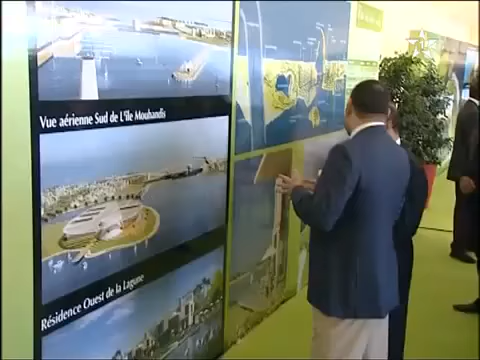 Vue aérienne Sud de L'île Mouhandis
Résidence Ouest de la Lagune